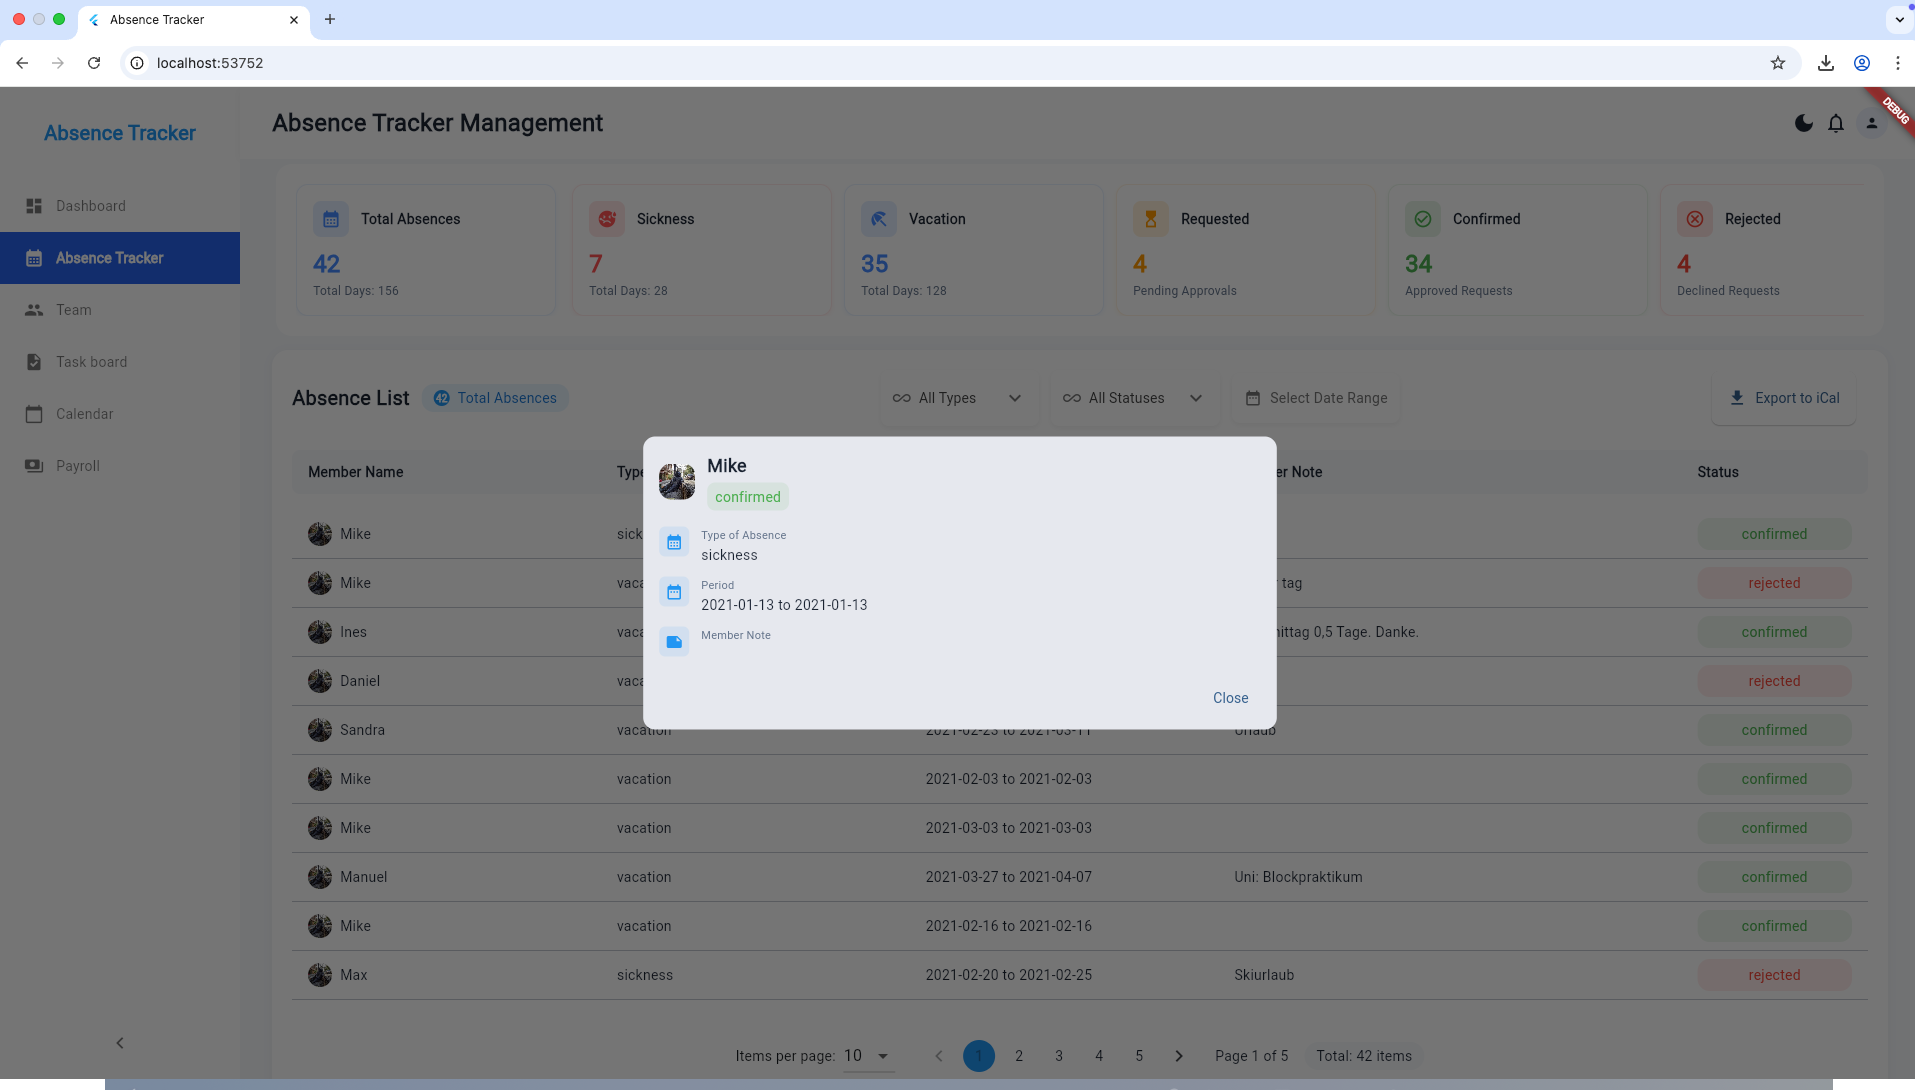 Absence Tracker
localhost:53752
DEBUG
Absence Tracker
Absence Tracker Management
Dashboard
Absence Tracker
Team
Task board
Calendar
Payroll
Total Absences
42
Total Days: 156
Sickness
7
Total Days: 28
Vacation
35
Total Days: 128
Requested
4
Pending Approvals
Confirmed
34
Approved Requests
Rejected
4
Declined Requests
Absence List
42 Total Absences
All Types
All Statuses
Select Date Range
Export to iCal
Member Name Type er Note Status
Mike
confirmed
Type of Absence
sickness
Period
2021-01-13 to 2021-01-13
Member Note
Close
Mike sick confirmed
Mike vaca tag rejected
Ines vaca ittag 0,5 Tage. Danke. confirmed
Daniel vaca rejected
Sandra vacation 2021-02-23 to 2021-03-11 Urlaub confirmed
Mike vacation 2021-02-03 to 2021-02-03 confirmed
Mike vacation 2021-03-03 to 2021-03-03 confirmed
Manuel vacation 2021-03-27 to 2021-04-07 Uni: Blockpraktikum confirmed
Mike vacation 2021-02-16 to 2021-02-16 confirmed
Max sickness 2021-02-20 to 2021-02-25 Skiurlaub rejected
Items per page: 10 1 2 3 4 5 Page 1 of 5 Total: 42 items